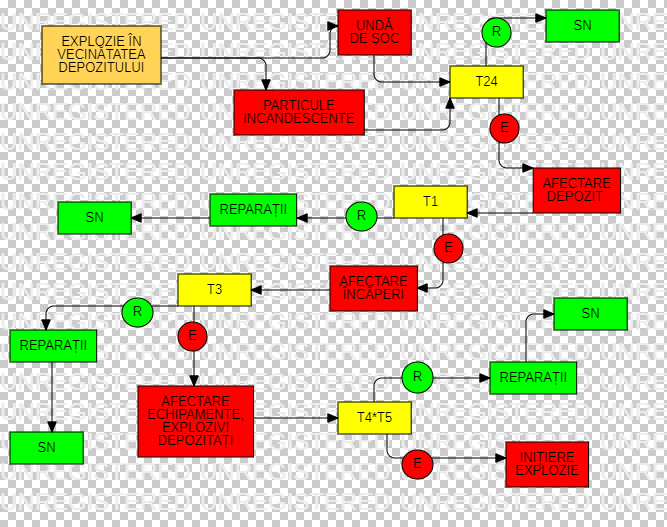 EXPLOZIE ÎN
VECINĂTATEA
DEPOZITULUI
UNDĂ
DE ȘOC
R
SN
PARTICULE
INCANDESCENTE
T24
E
AFECTARE
DEPOZIT
T1
R
REPARAȚII
SN
E
AFECTARE
ÎNCĂPERI
T3
R
REPARAȚII
SN
E
AFECTARE
ECHIPAMENTE,
EXPLOZIVI
DEPOZITAȚI
T4*T5
R
REPARAȚII
SN
E
INIȚIERE
EXPLOZIE